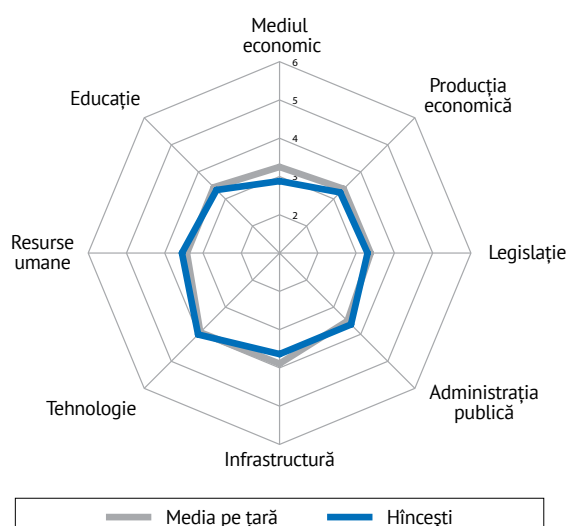 Mediul
economic
6
5
4
3
2
Producția
economică
Legislație
Administrația
publică
Infrastructură
Tehnologie
Resurse
umane
Educație
Media pe țară
Hîncești